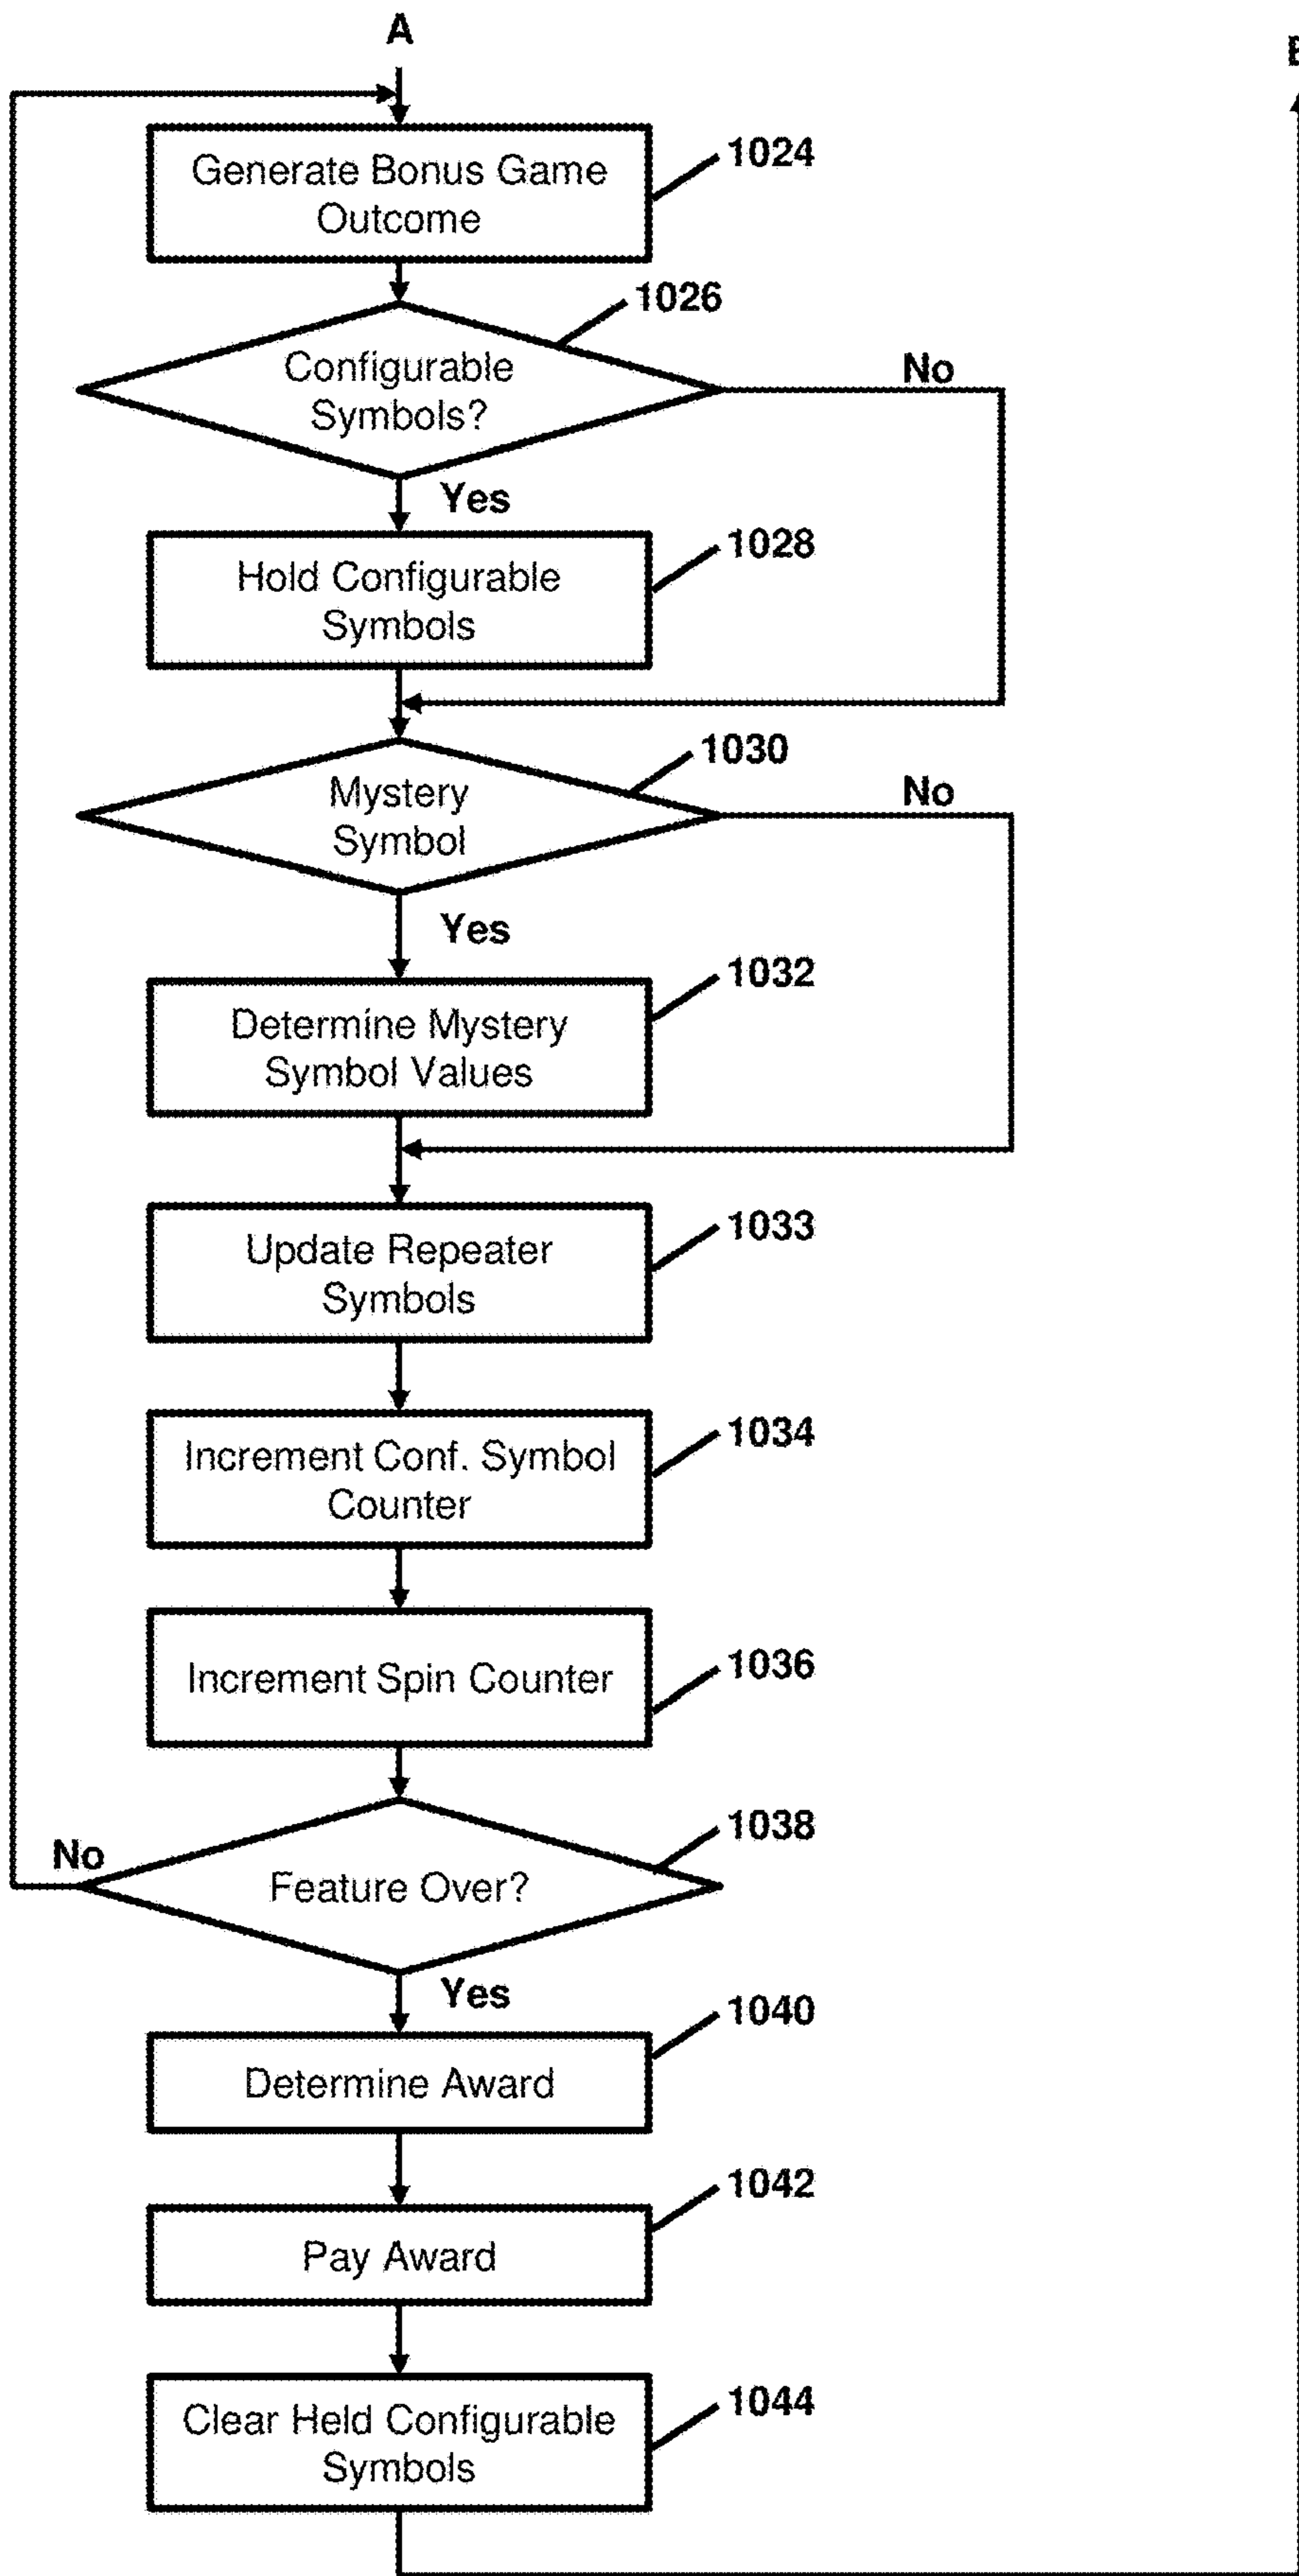 A
Generate Bonus Game
Outcome
1024
1026
Configurable
Symbols?
No
Yes
Hold Configurable
Symbols
1028
1030
Mystery
Symbol
No
Yes
Determine Mystery
Symbol Values
1032
Update Repeater
Symbols
1033
Increment Conf. Symbol
Counter
1034
Increment Spin Counter
1036
Feature Over?
1038
No
Yes
Determine Award
1040
Pay Award
1042
Clear Held Configurable
Symbols
1044